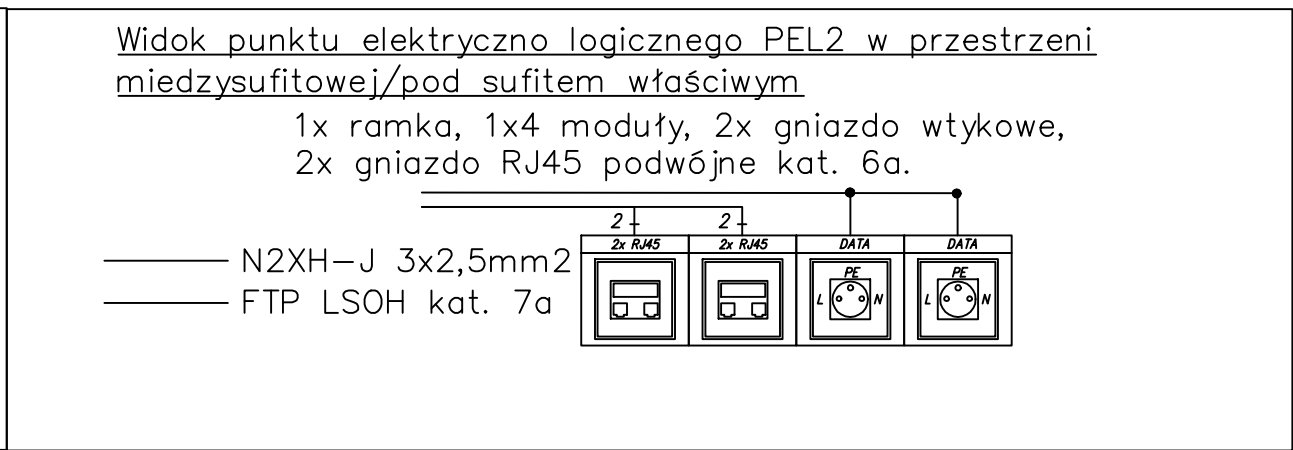 Widok punktu elektryczno logicznego PEL2 w przestrzeni
miedzysufitowej/pod sufitem właściwym
1x ramka, 1x4 moduły, 2x gniazdo wtykowe,
2x gniazdo RJ45 podwójne kat. 6a.
2 2
2x RJ45 2x RJ45 DATA DATA
N2XH-J 3x2,5mm2
PE PE
L N L N
FTP LSOH kat. 7a